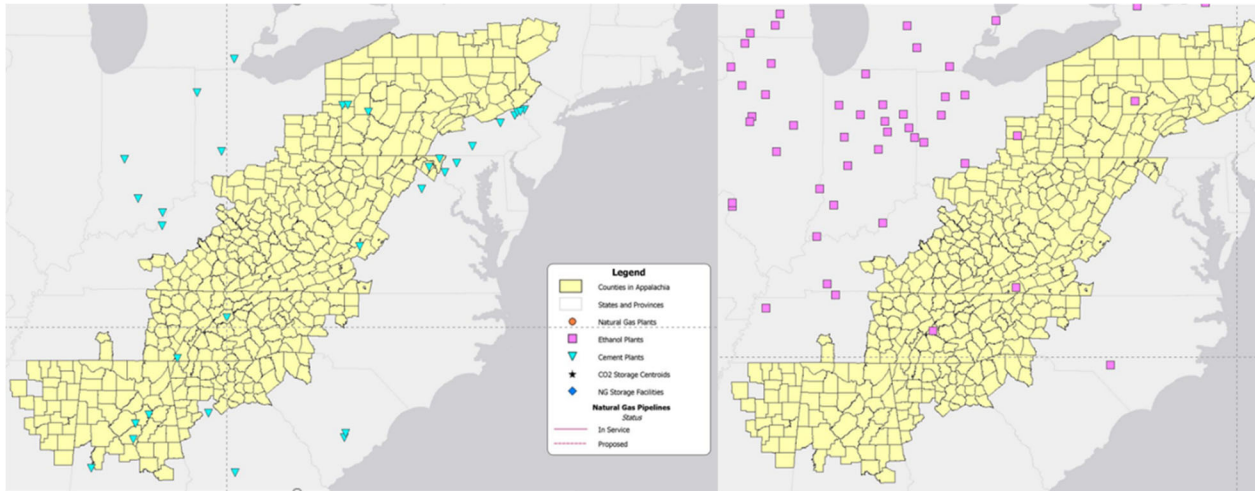 Legend
Counties in Appalachia
States and Provinces
Natural Gas Plants
Ethanol Plants
Cement Plants
CO2 Storage Centroids
NG Storage Facilities
Natural Gas Pipelines
Status
In Service
Proposed